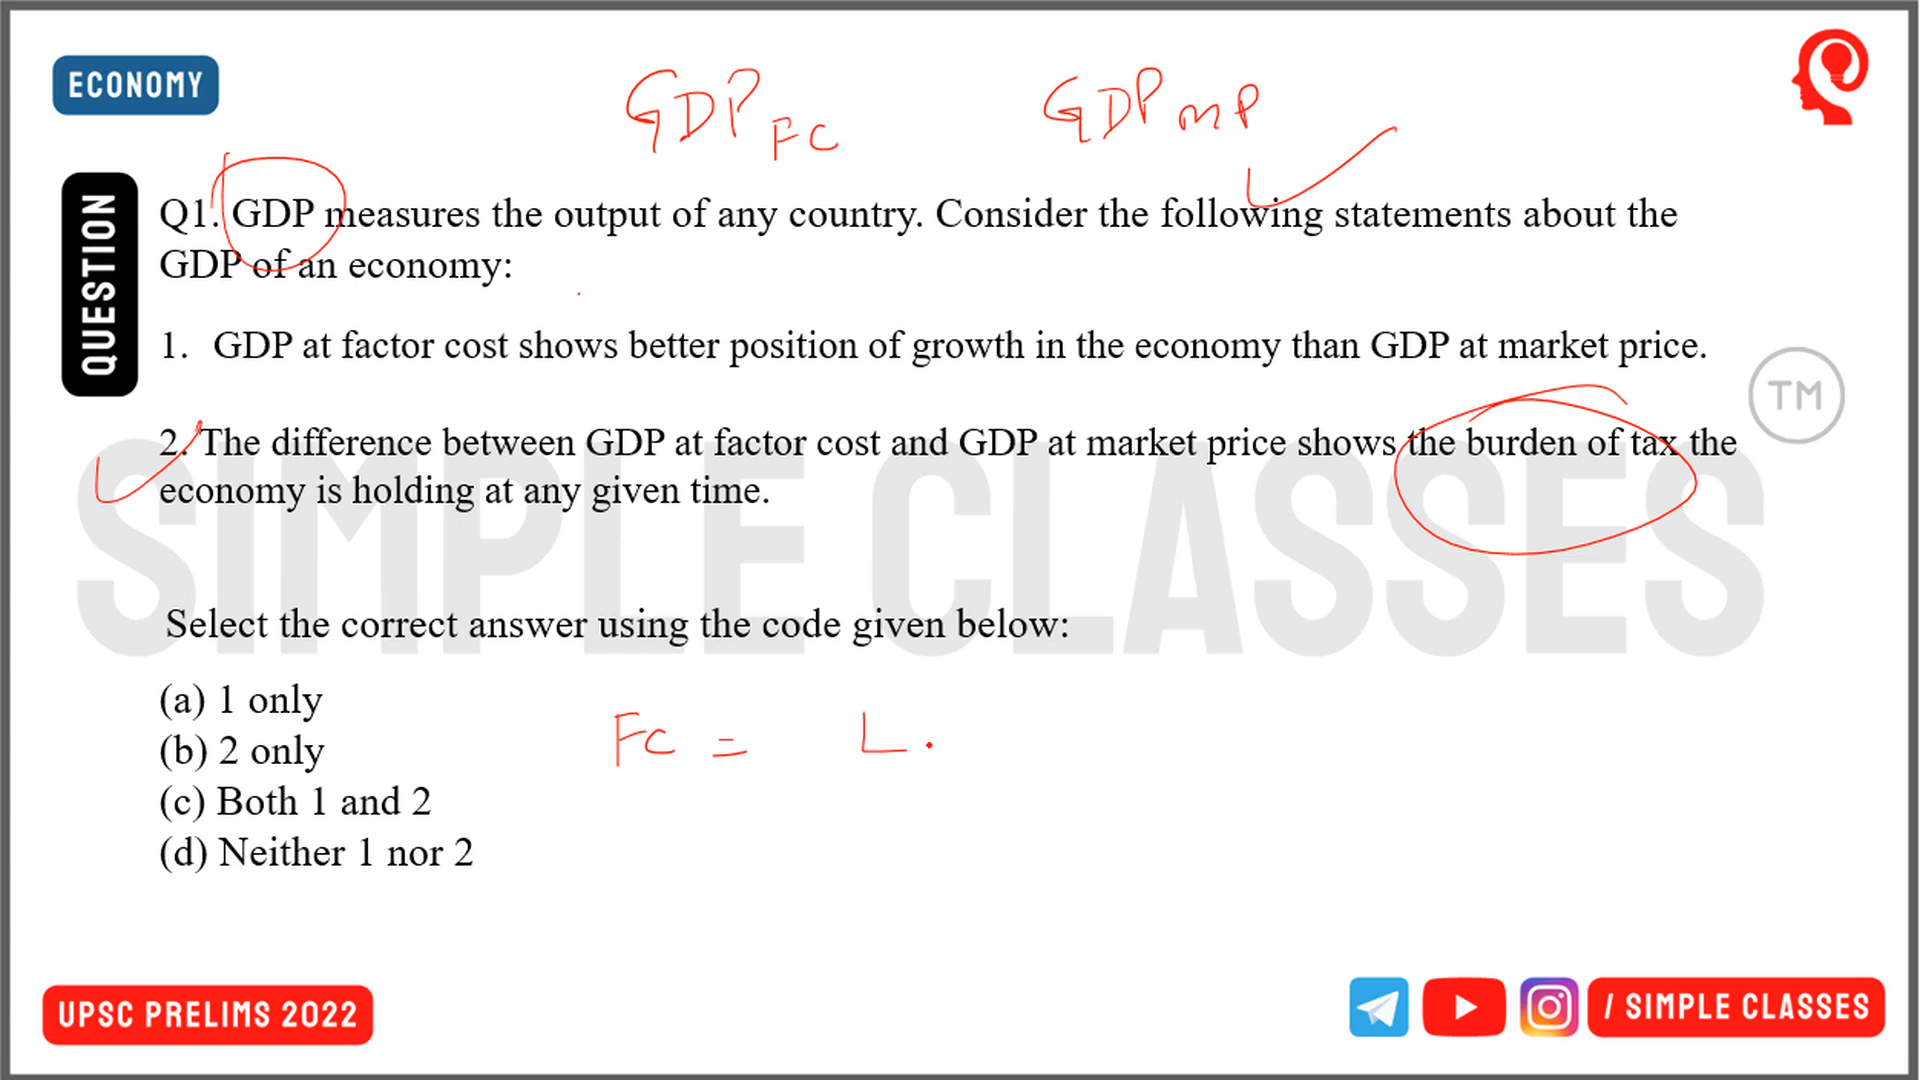 ECONOMY
GDP FC
GDP MP
QUESTION
Q1. GDP measures the output of any country. Consider the following statements about the
GDP of an economy:
1. GDP at factor cost shows better position of growth in the economy than GDP at market price.
TM
2. The difference between GDP at factor cost and GDP at market price shows the burden of tax the
economy is holding at any given time.
SIMPLE CLASSES
Select the correct answer using the code given below:
(a) 1 only
(b) 2 only
(c) Both 1 and 2
(d) Neither 1 nor 2
FC = L.
UPSC PRELIMS 2022
/ SIMPLE CLASSES